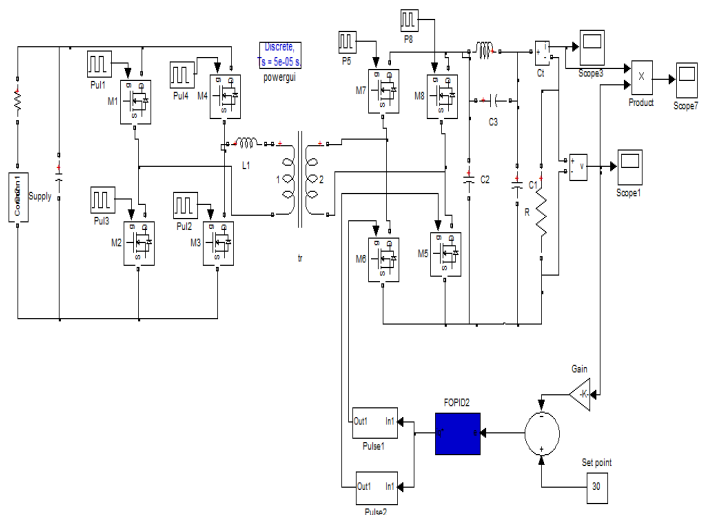 Discrete,
Ts = 5e-05 s.
powergui
Pul1
Pul4
M1
M4
Supply
Pul3
Pul2
M2
M3
g
S
L1
1
2
tr
P5
P8
M7
M8
M6
M5
C2
C3
C1
R
Ct
i
+
-
v
Scope3
Product
X
Scope7
Scope1
Gain
-K-
FOPID2
Out1 In1
Pulse1
Out1 In1
Pulse2
Set point
30